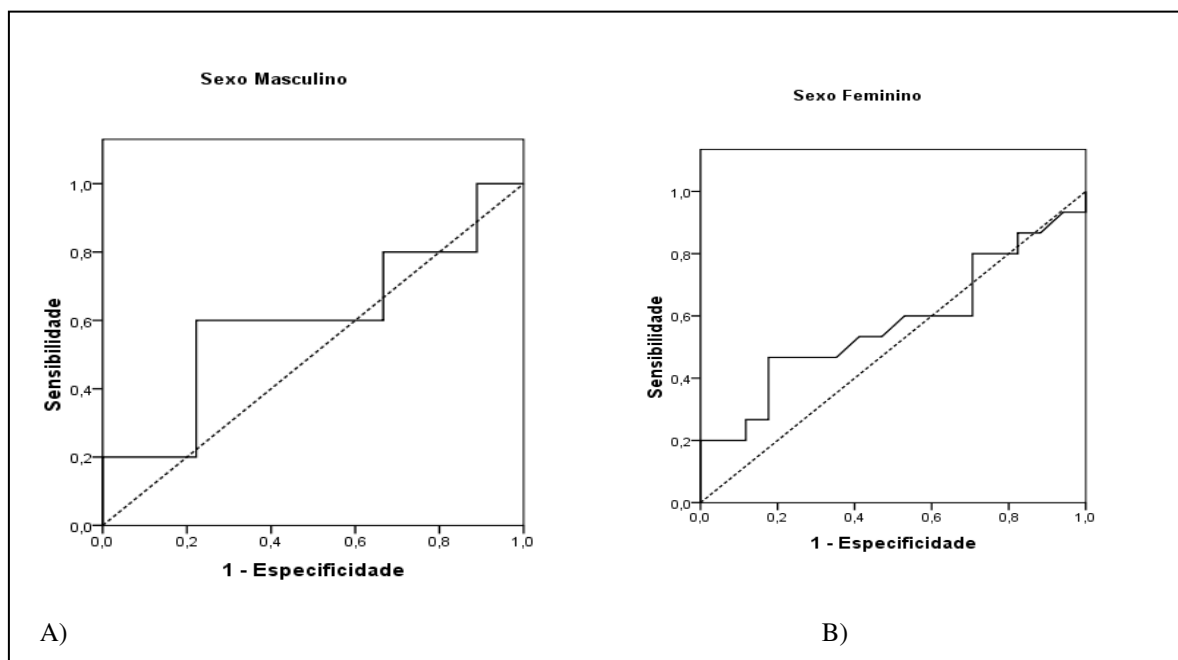 Sexo Masculino
Sensibilidade
1,0
0,8
0,6
0,4
0,2
0,0
0,0 0,2 0,4 0,6 0,8 1,0
1 - Especificidade
A)
Sexo Feminino
Sensibilidade
1,0
0,8
0,6
0,4
0,2
0,0
0,0 0,2 0,4 0,6 0,8 1,0
1 - Especificidade
B)